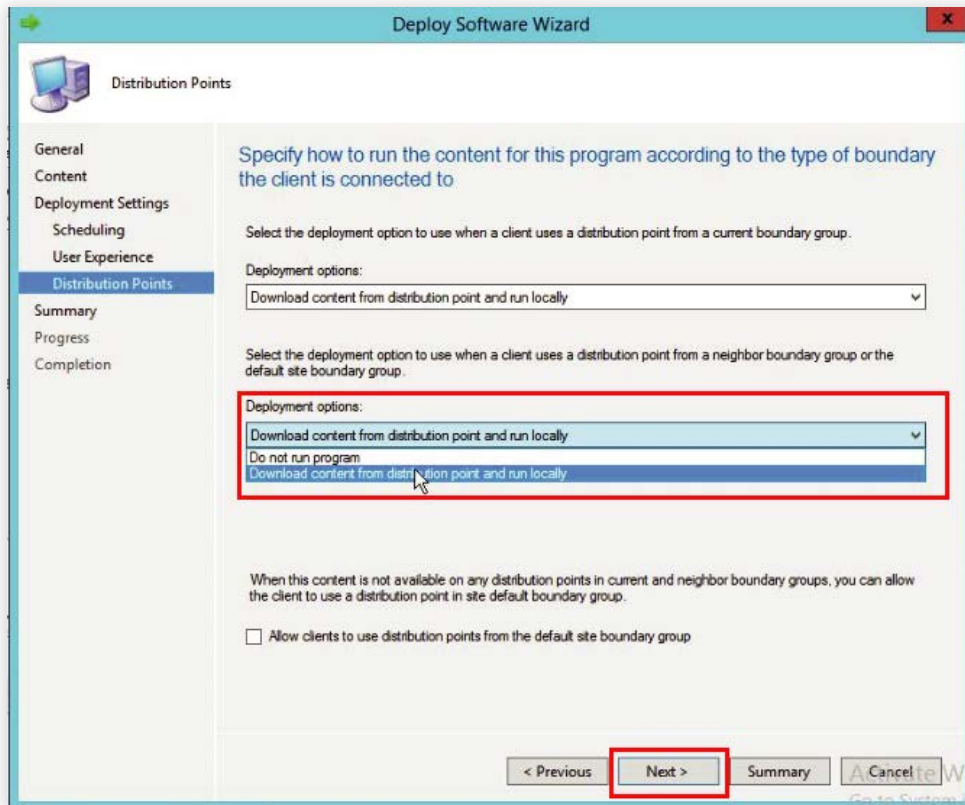 Deploy Software Wizard
x
Distribution Points
General
Content
Deployment Settings
Scheduling
User Experience
Distribution Points
Summary
Progress
Completion
Specify how to run the content for this program according to the type of boundary
the client is connected to
Select the deployment option to use when a client uses a distribution point from a current boundary group.
Deployment options:
Download content from distribution point and run locally
Select the deployment option to use when a client uses a distribution point from a neighbor boundary group or the
default site boundary group.
Deployment options:
Download content from distribution point and run locally
Do not run program
Download content from distribution point and run locally
When this content is not available on any distribution points in current and neighbor boundary groups, you can allow
the client to use a distribution point in site default boundary group.
Allow clients to use distribution points from the default site boundary group
< Previous
Next >
Summary
Cancel